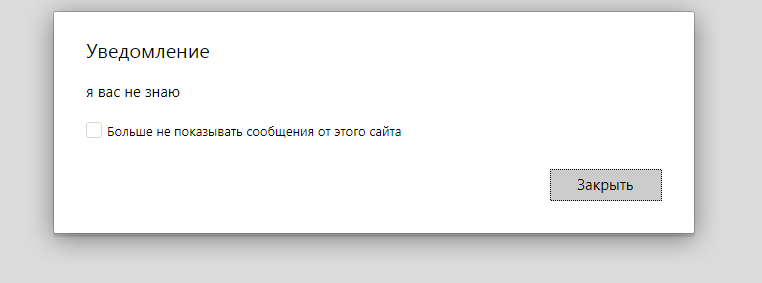 Уведомление
я вас не знаю
Больше не показывать сообщения от этого сайта
Закрыть